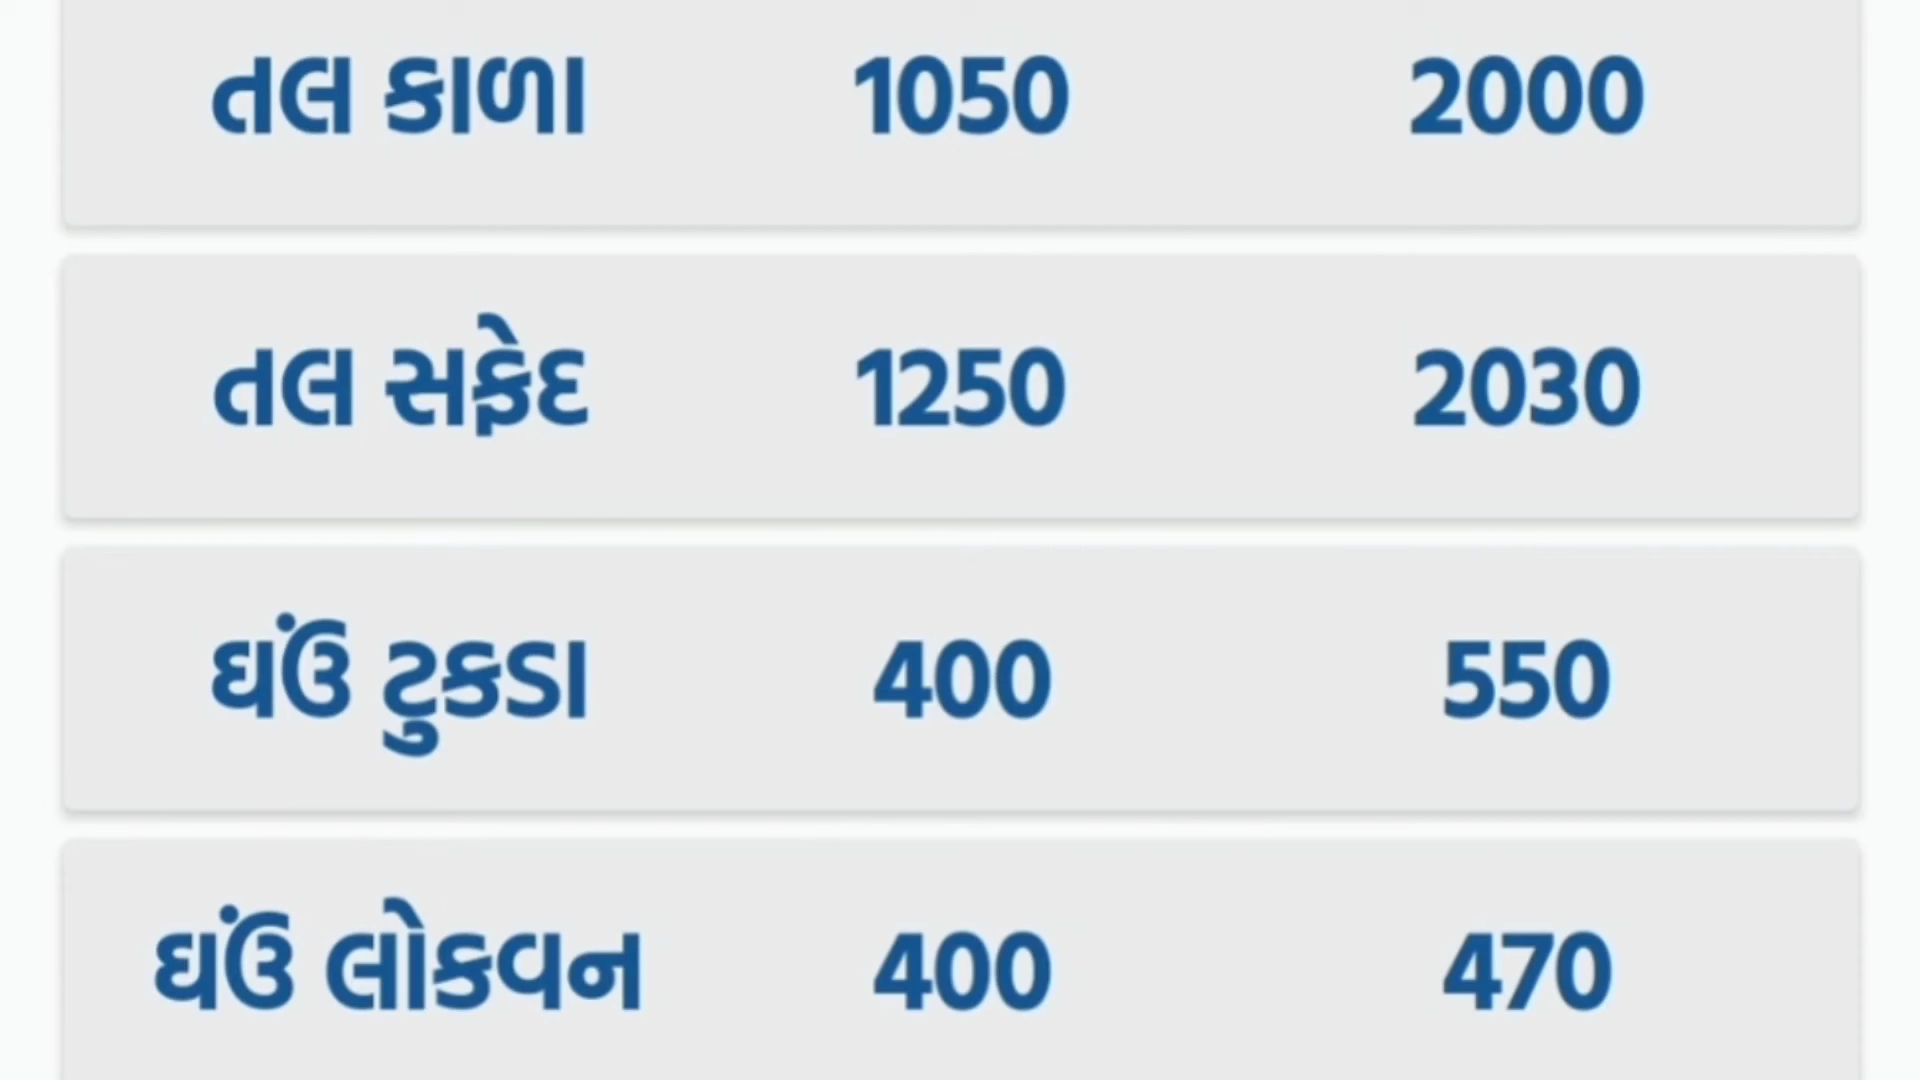 તલ કાળા 1050 2000
તલ સફેદ 1250 2030
ઘઉં ટુકડા 400 550
ઘઉં લોકવન 400 470